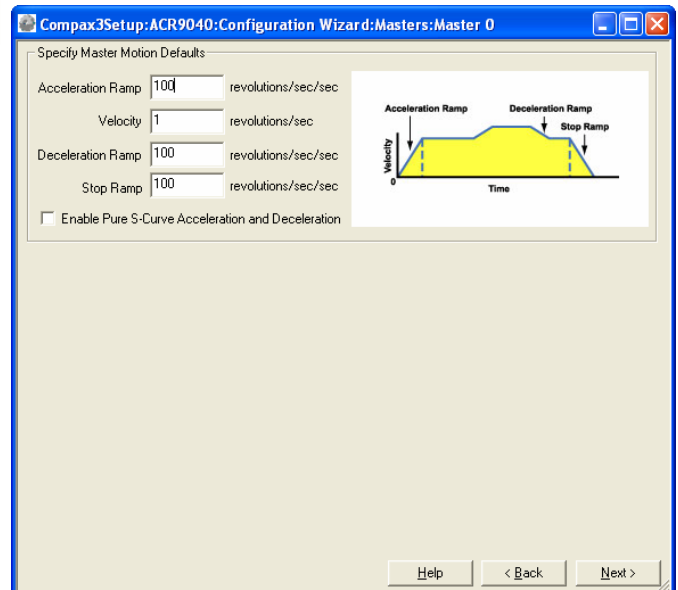 Compax3Setup:ACR9040:Configuration Wizard:Masters:Master 0
Specify Master Motion Defaults
Acceleration Ramp 100 revolutions/sec/sec
Velocity 1 revolutions/sec
Deceleration Ramp 100 revolutions/sec/sec
Stop Ramp 100 revolutions/sec/sec
Enable Pure S-Curve Acceleration and Deceleration
Acceleration Ramp Deceleration Ramp
Stop Ramp
Velocity
0
Time
Help < Back Next >